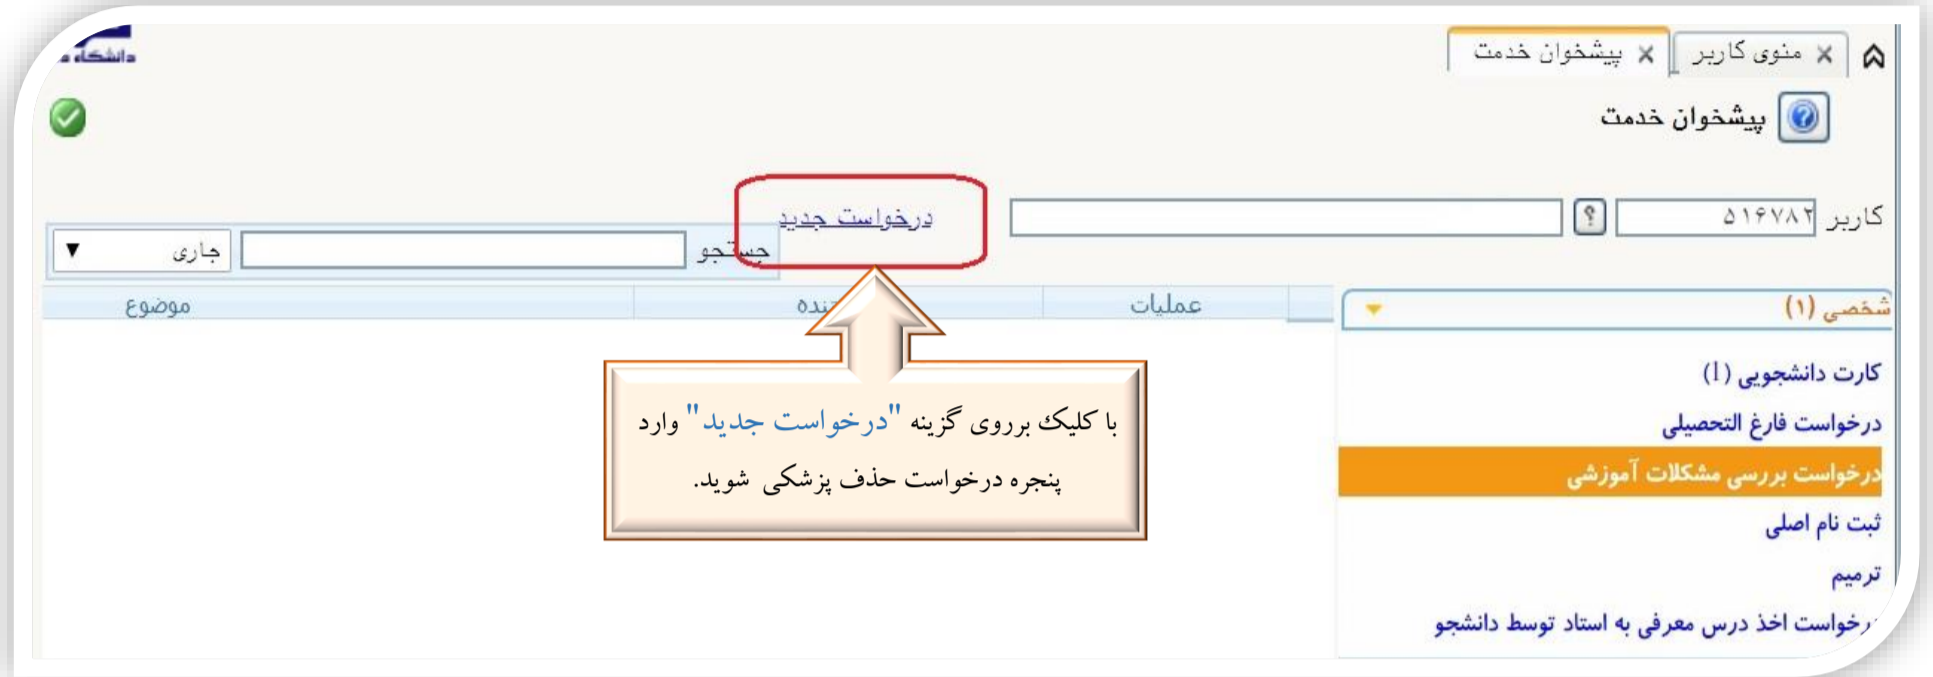 منوی کاربر
پیشخوان خدمت
دانشگاه
پیشخوان خدمت
کاربر ۵۱۶۷۸۲
؟
درخواست جدید
جستجو
جاری
شخصی (۱)
عملیات
موضوع
کارت دانشجویی (1)
درخواست فارغ التحصیلی
درخواست بررسی مشکلات آموزشی
ثبت نام اصلی
ترمیم
درخواست اخذ درس معرفی به استاد توسط دانشجو
با کلیک برروی گزینه "درخواست جدید" وارد
پنجره درخواست حذف پزشکی شوید.